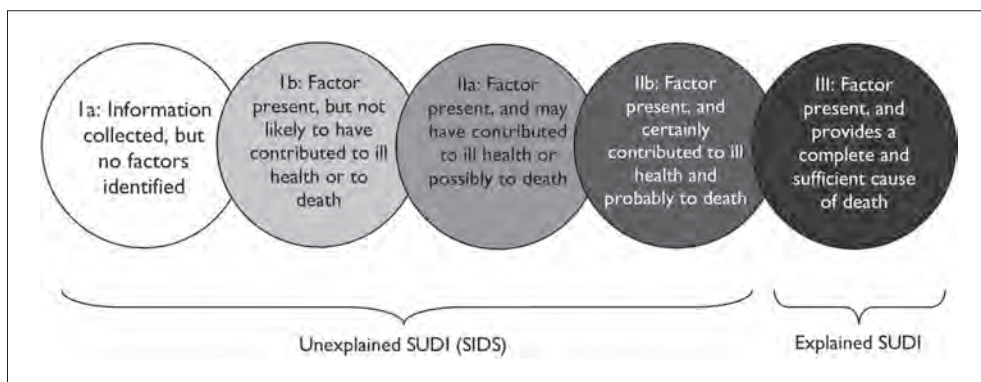 Ia: Information
collected, but
no factors
identified
Ib: Factor
present, but not
likely to have
contributed to ill
health or to
death
IIa: Factor
present, and may
have contributed
to ill health or
possibly to death
IIb: Factor
present, and
certainly
contributed to ill
health and
probably to death
III: Factor
present, and
provides a
complete and
sufficient cause
of death
Unexplained SUDI (SIDS)
Explained SUDI